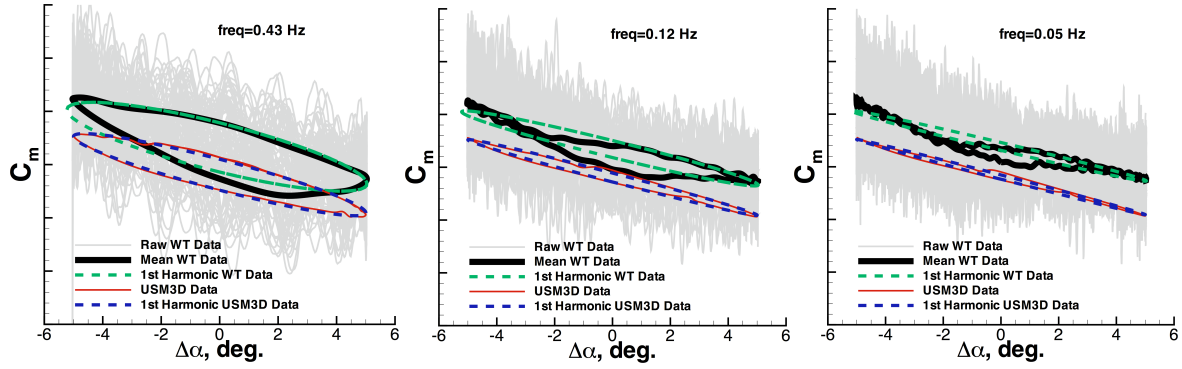 freq=0.43 Hz
Cm
Raw WT Data
Mean WT Data
1st Harmonic WT Data
USM3D Data
1st Harmonic USM3D Data
-6 -4 -2 0 2 4 6
Δα, deg.
freq=0.12 Hz
Cm
Raw WT Data
Mean WT Data
1st Harmonic WT Data
USM3D Data
1st Harmonic USM3D Data
-6 -4 -2 0 2 4 6
Δα, deg.
freq=0.05 Hz
Cm
Raw WT Data
Mean WT Data
1st Harmonic WT Data
USM3D Data
1st Harmonic USM3D Data
-6 -4 -2 0 2 4 6
Δα, deg.